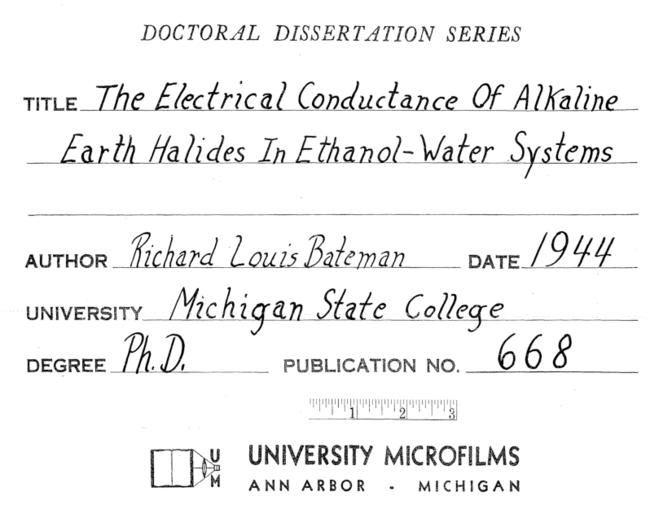 DOCTORAL DISSERTATION SERIES
TITLE The Electrical Conductance Of Alkaline
Earth Halides In Ethanol-Water Systems
AUTHOR Richard Louis Bateman DATE 1944
UNIVERSITY Michigan State College
DEGREE Ph.D. PUBLICATION NO. 668
1 2 3
U
M
UNIVERSITY MICROFILMS
ANN ARBOR - MICHIGAN